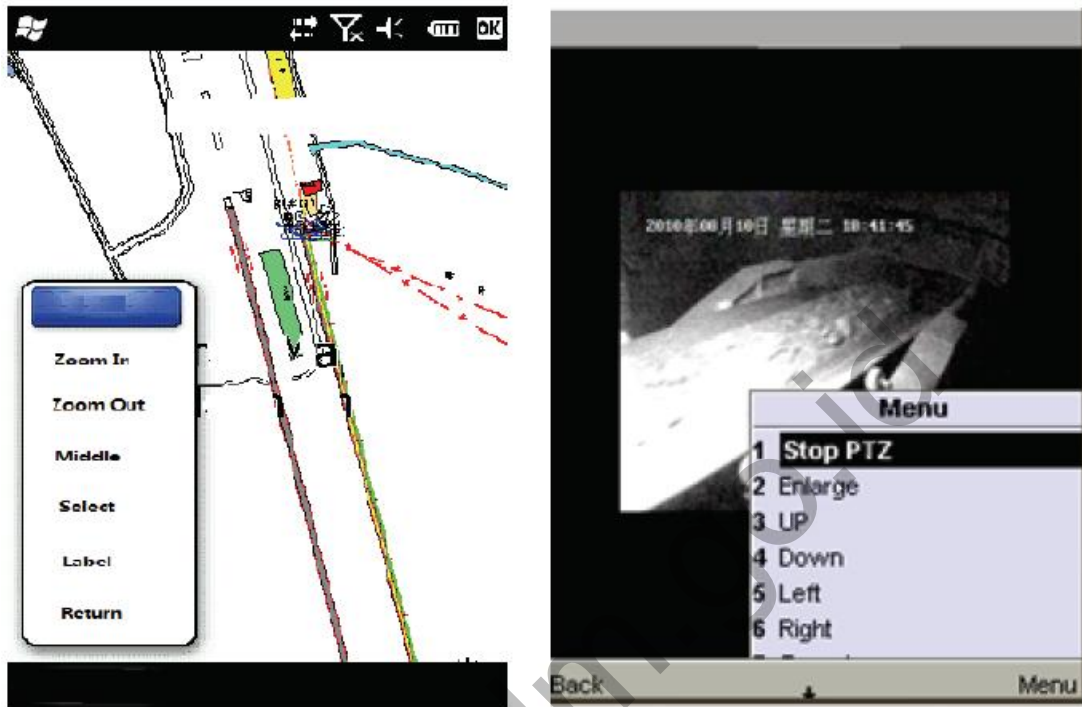 OK
Zoom In
Zoom Out
Middle
Select
Label
Return
2010年08月10日 星期二 10:41:45
Menu
1 Stop PTZ
2 Enlarge
3 UP
4 Down
5 Left
6 Right
Back
Menu